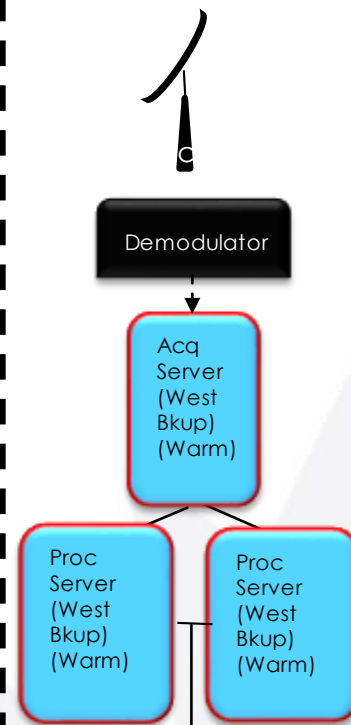 C
Demodulator
Acq
Server
(West
Bkup)
(Warm)
Proc
Server
(West
Bkup)
(Warm)
Proc
Server
(West
Bkup)
(Warm)